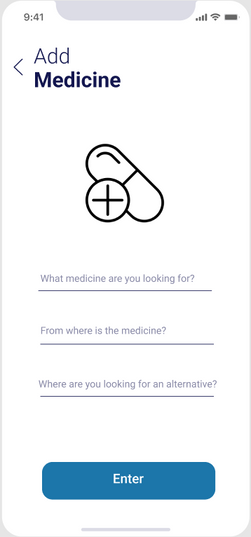 9:41
Add
Medicine
What medicine are you looking for?
From where is the medicine?
Where are you looking for an alternative?
Enter